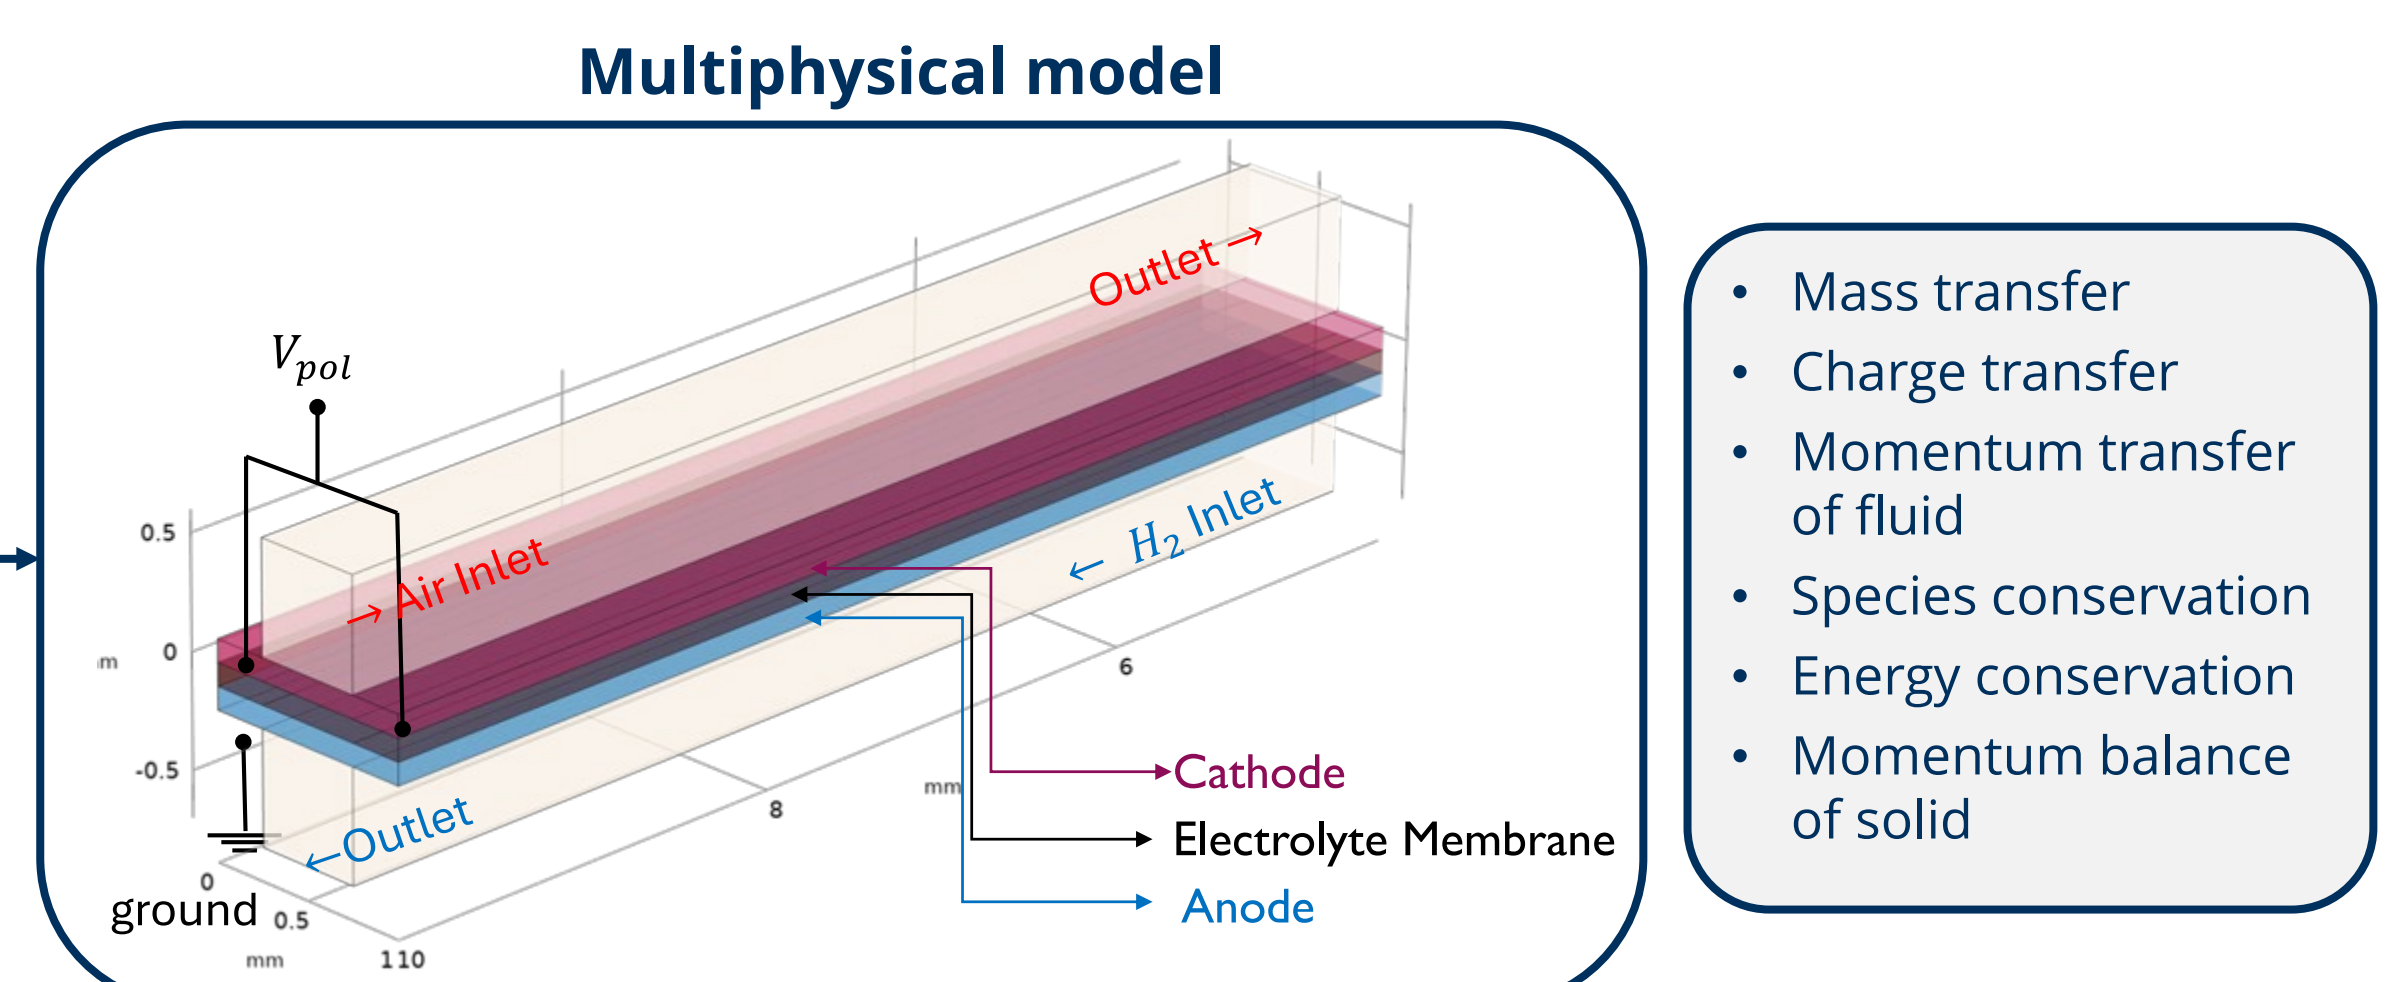 Multiphysical model
Outlet →
V_pol
0.5
→ Air Inlet
← H₂ Inlet
0
m
6
-0.5
Cathode
mm
8
Electrolyte Membrane
←Outlet
0
ground
0.5
Anode
mm
110
• Mass transfer
• Charge transfer
• Momentum transfer
of fluid
• Species conservation
• Energy conservation
• Momentum balance
of solid